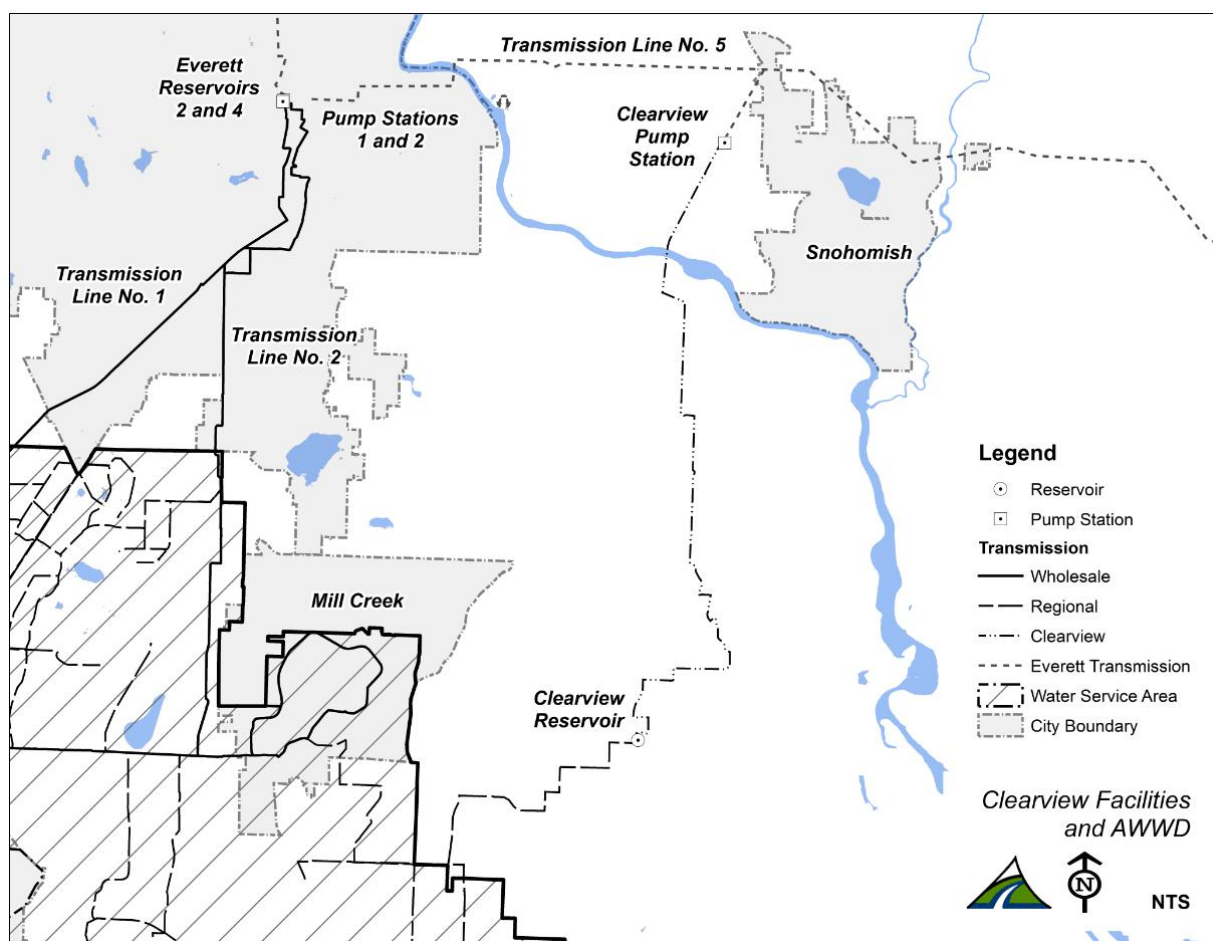 Transmission Line No. 5
Everett
Reservoirs
2 and 4
Pump Stations
1 and 2
Clearview
Pump
Station
Snohomish
Transmission
Line No. 1
Transmission
Line No. 2
Mill Creek
Clearview
Reservoir
Legend
Reservoir
Pump Station
Transmission
Wholesale
Regional
Clearview
Everett Transmission
Water Service Area
City Boundary
Clearview Facilities
and AWWD
N
NTS